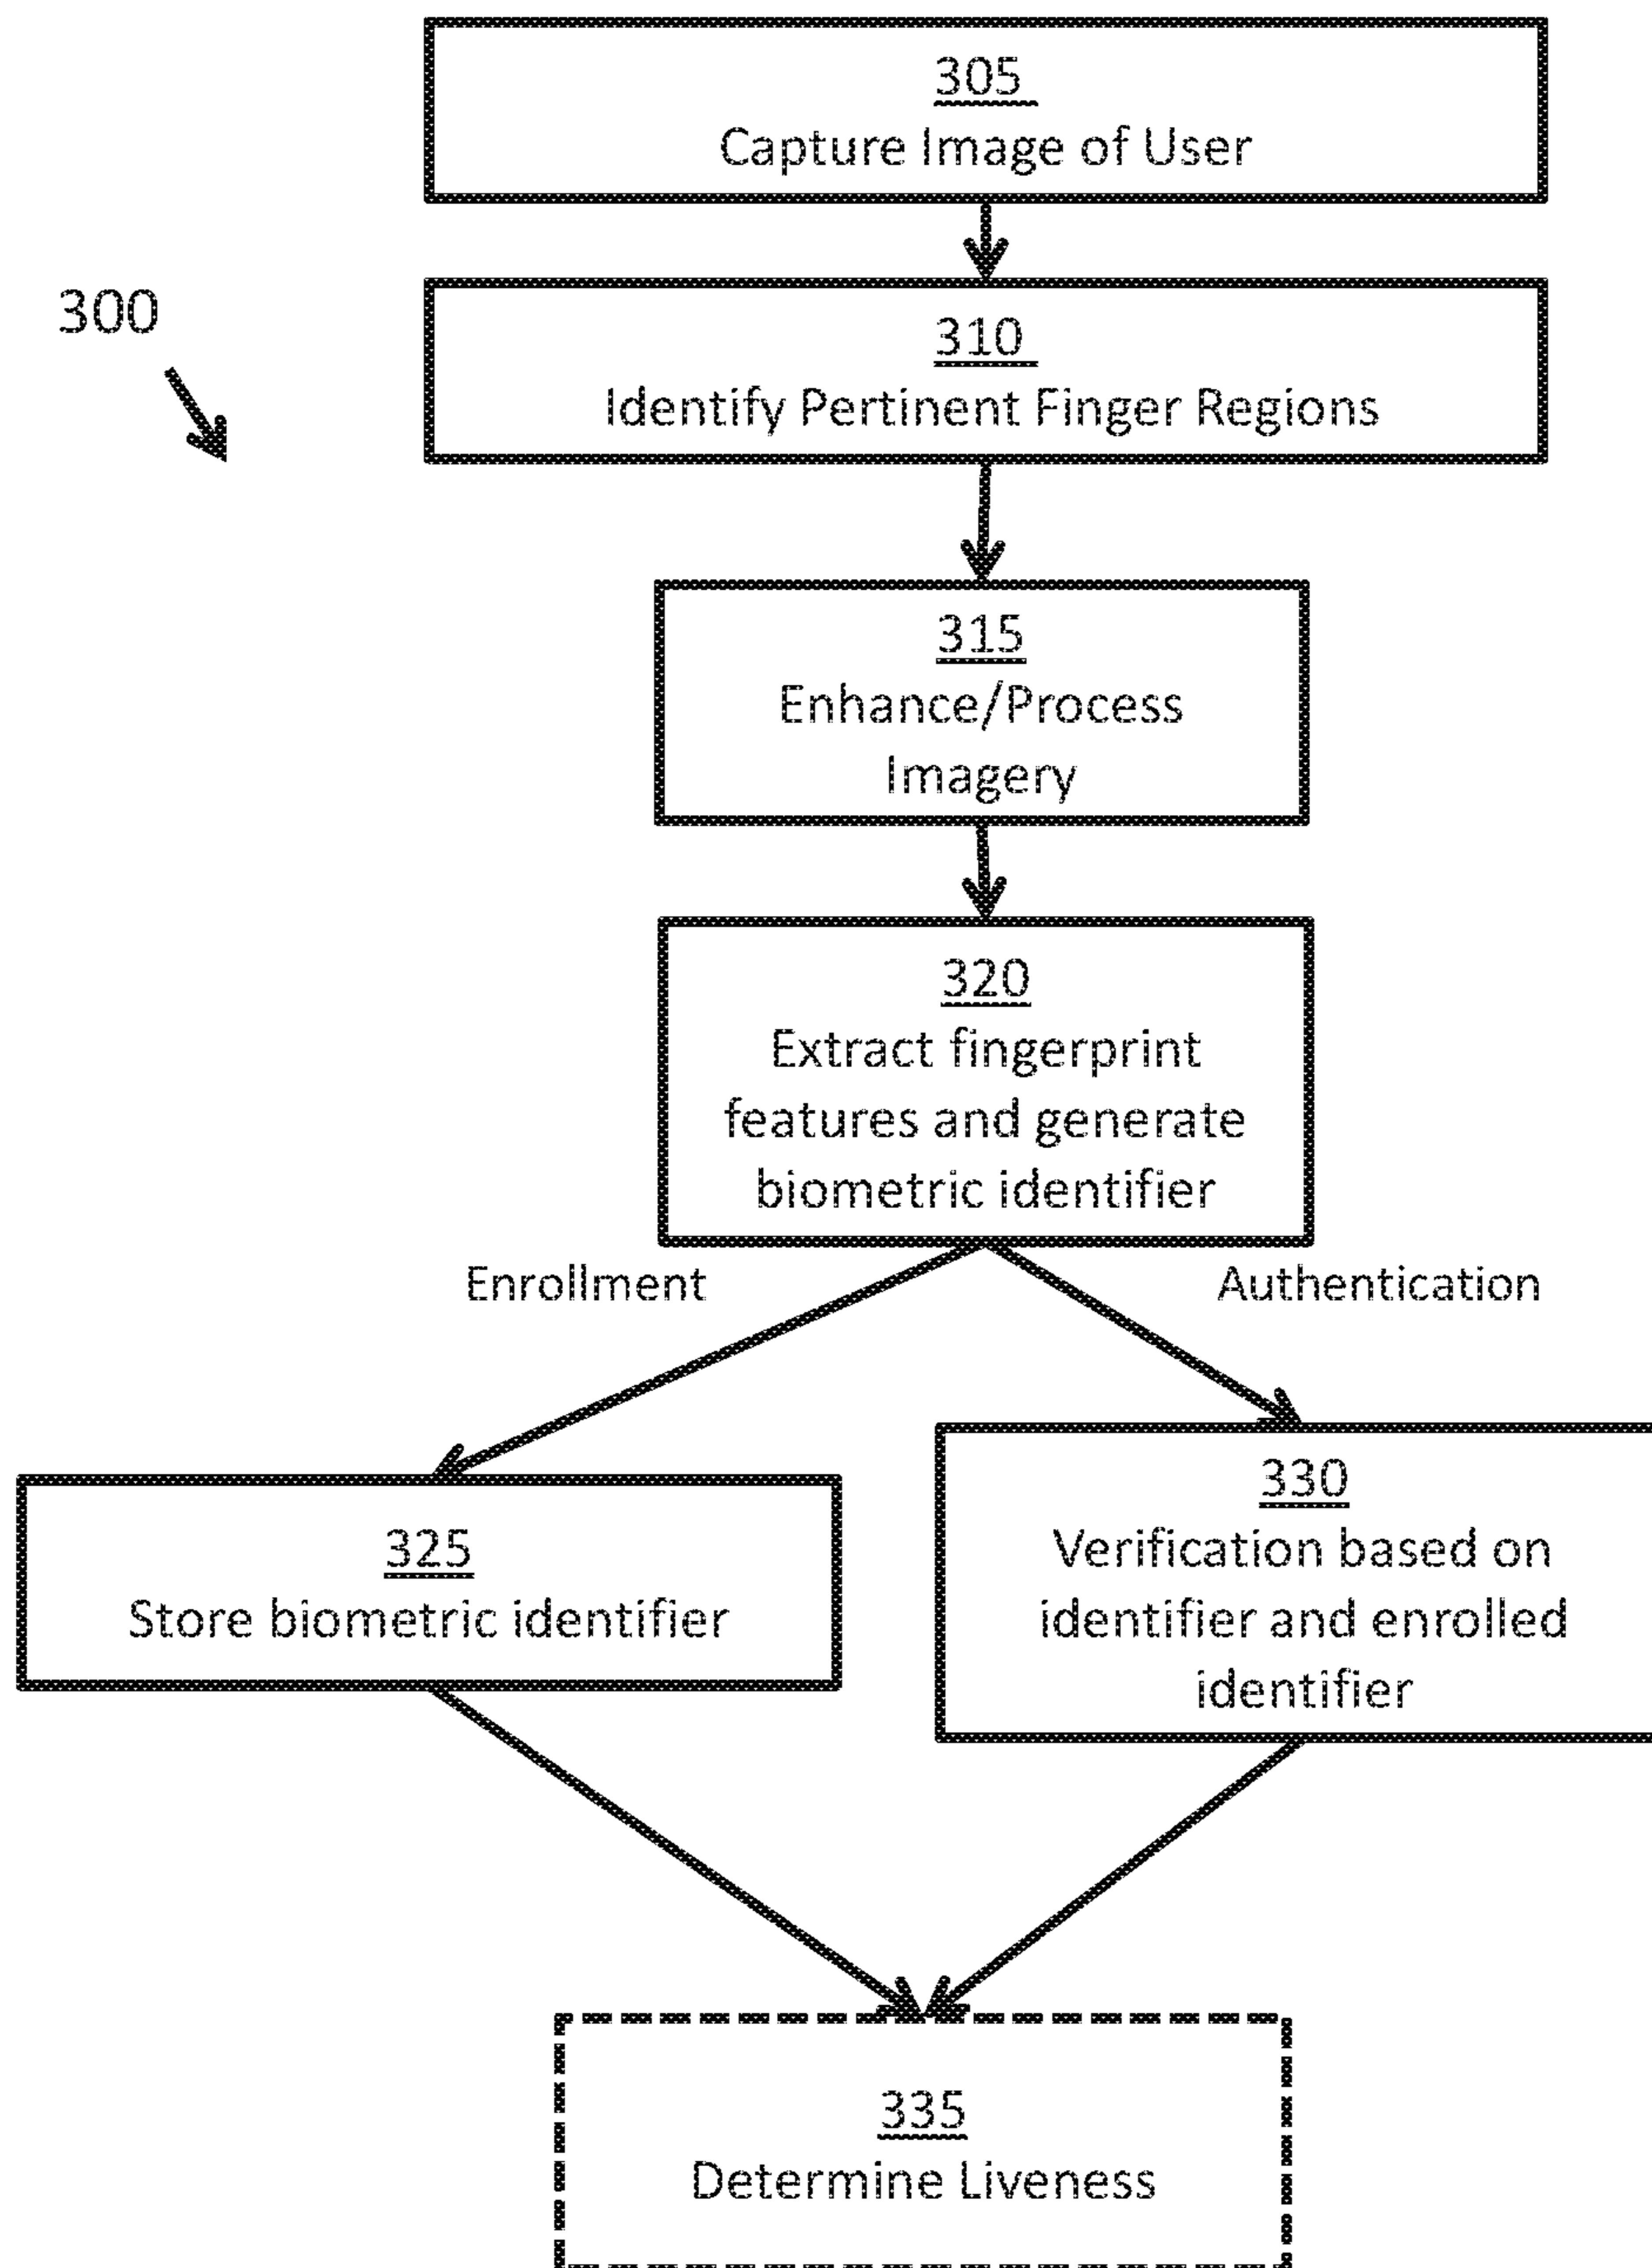 305
Capture Image of User
300
310
Identify Pertinent Finger Regions
315
Enhance/Process
Imagery
320
Extract fingerprint
features and generate
biometric identifier
Enrollment
Authentication
325
Store biometric identifier
330
Verification based on
identifier and enrolled
identifier
335
Determine Liveness